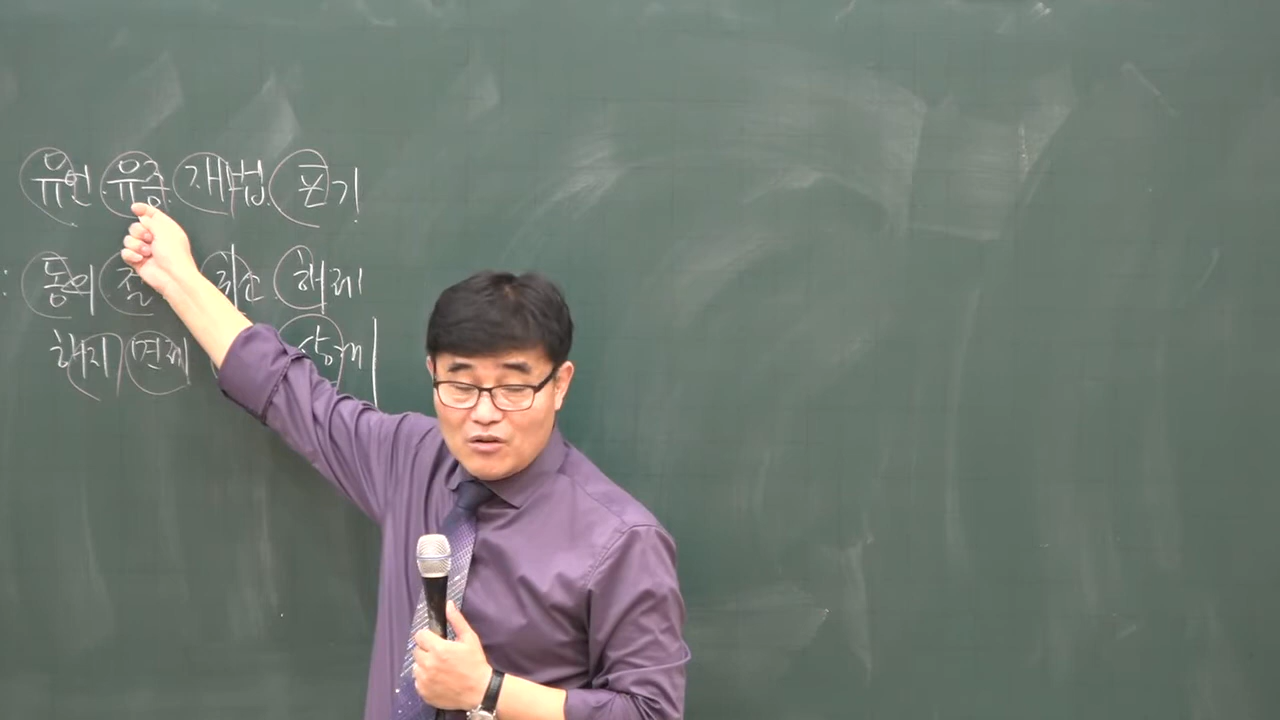 유언 유증 재·법 포기
: 동의 철 취소 해제
해지 면제 상계